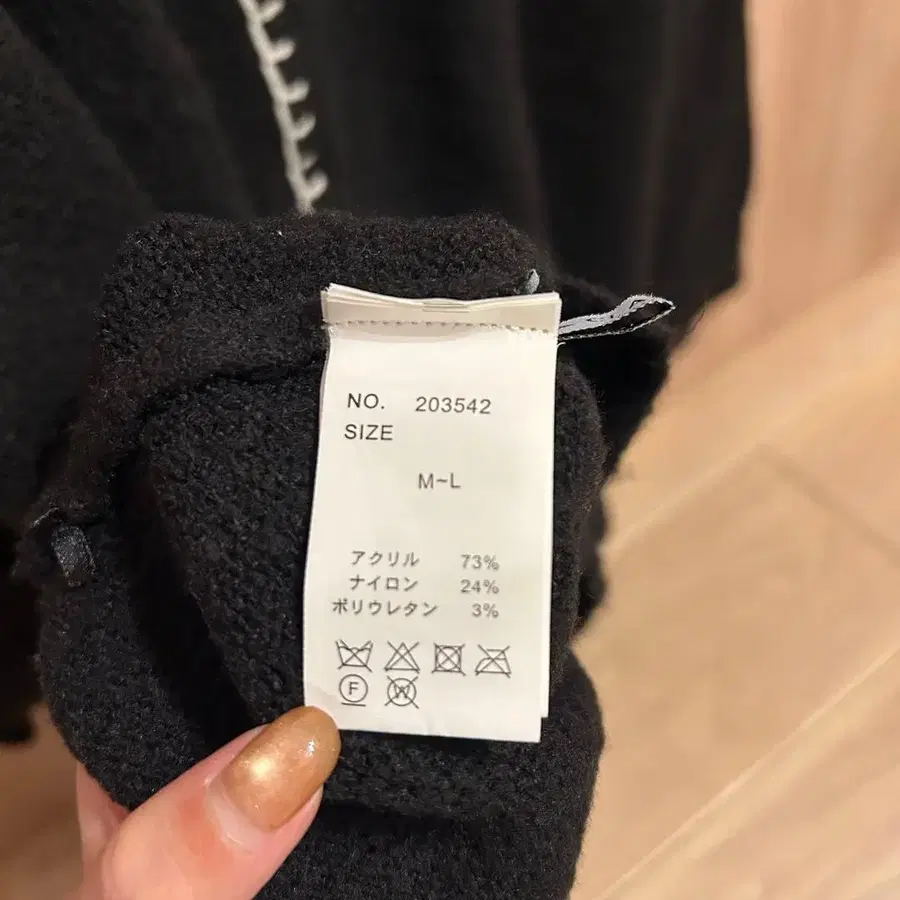 NO. 203542
SIZE
M~L
アクリル 73%
ナイロン 24%
ポリウレタン 3%
F W